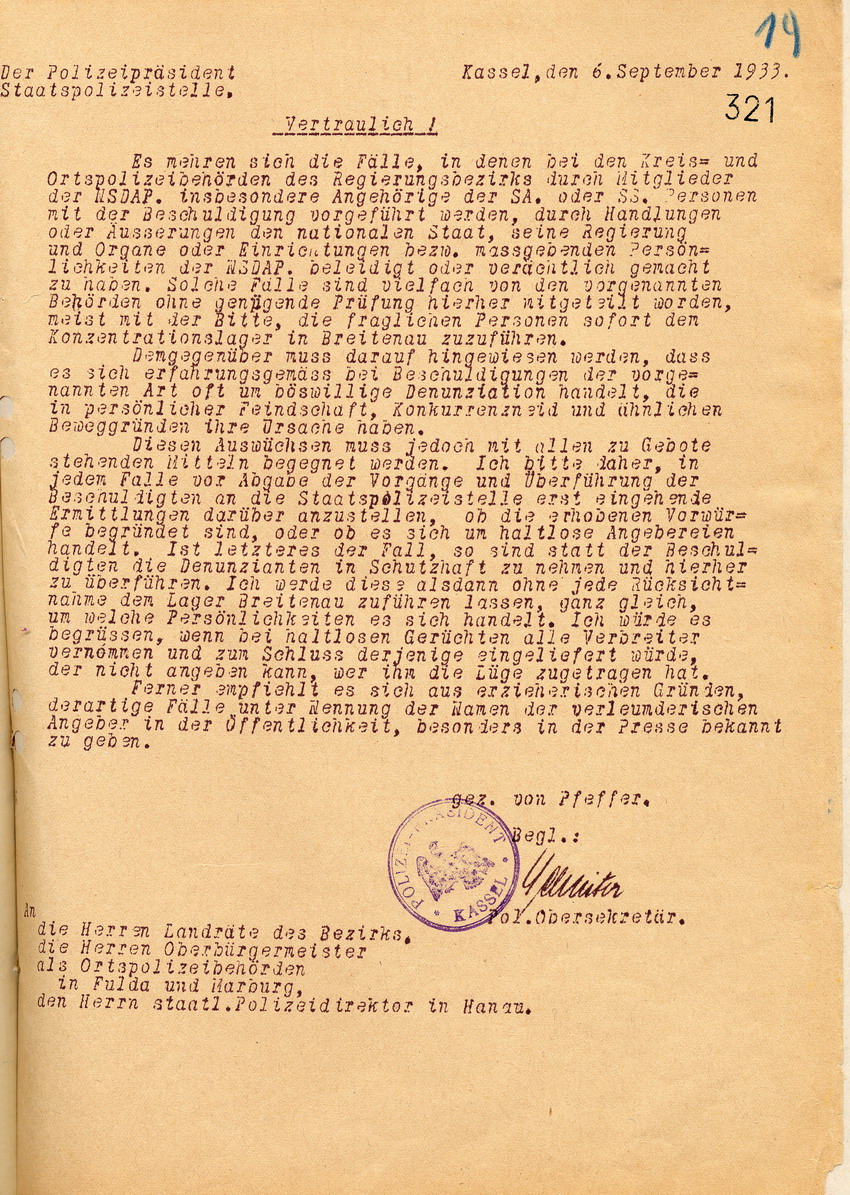 19
Der Polizeipräsident
Staatspolizeistelle.
Kassel,den 6.September 1933.
321
Vertraulich !
Es mehren sich die Fälle, in denen bei den Kreis= und
Ortspolizeibehörden des Regierungsbezirks durch Mitglieder
der NSDAP. insbesondere Angehörige der SA. oder SS. Personen
mit der Beschuldigung vorgeführt werden, durch Handlungen
oder Äusserungen den nationalen Staat, seine Regierung
und Organe oder Einrichtungen bezw. massgebenden Persön=
lichkeiten der NSDAP. beleidigt oder verächtlich gemacht
zu haben. Solche Fälle sind vielfach von den vorgenannten
Behörden ohne genügende Prüfung hierher mitgeteilt worden,
meist mit der Bitte, die fraglichen Personen sofort dem
Konzentrationslager in Breitenau zuzuführen.
Demgegenüber muss darauf hingewiesen werden, dass
es sich erfahrungsgemäss bei Beschuldigungen der vorge=
nannten Art oft um böswillige Denunziation handelt, die
in persönlicher Feindschaft, Konkurrenzneid und ähnlichen
Beweggründen ihre Ursache haben.
Diesen Auswüchsen muss jedoch mit allen zu Gebote
stehenden Mitteln begegnet werden. Ich bitte daher, in
jedem Falle vor Abgabe der Vorgänge und Überführung der
Beschuldigten an die Staatspolizeistelle erst eingehende
Ermittlungen darüber anzustellen, ob die erhobenen Vorwür=
fe begründet sind, oder ob es sich um haltlose Angebereien
handelt. Ist letzteres der Fall, so sind statt der Beschul=
digten die Denunzianten in Schutzhaft zu nehmen und hierher
zu überführen. Ich werde diese alsdann ohne jede Rücksicht=
nahme dem Lager Breitenau zuführen lassen, ganz gleich,
um welche Persönlichkeiten es sich handelt. Ich würde es
begrüssen, wenn bei haltlosen Gerüchten alle Verbreiter
vernommen und zum Schluss derjenige eingeliefert würde,
der nicht angeben kann, wer ihm die Lüge zugetragen hat.
Ferner empfiehlt es sich aus erzieherischen Gründen,
derartige Fälle unter Nennung der Namen der verleumderischen
Angeber in der Öffentlichkeit, besonders in der Presse bekannt
zu geben.
gez. von Pfeffer.
Begl.:
POLIZEI-PRÄSIDENT
* KASSEL *
Pol.Obersekretär.
An
die Herren Landräte des Bezirks,
die Herren Oberbürgermeister
als Ortspolizeibehörden
in Fulda und Marburg,
den Herrn staatl.Polizeidirektor in Hanau.